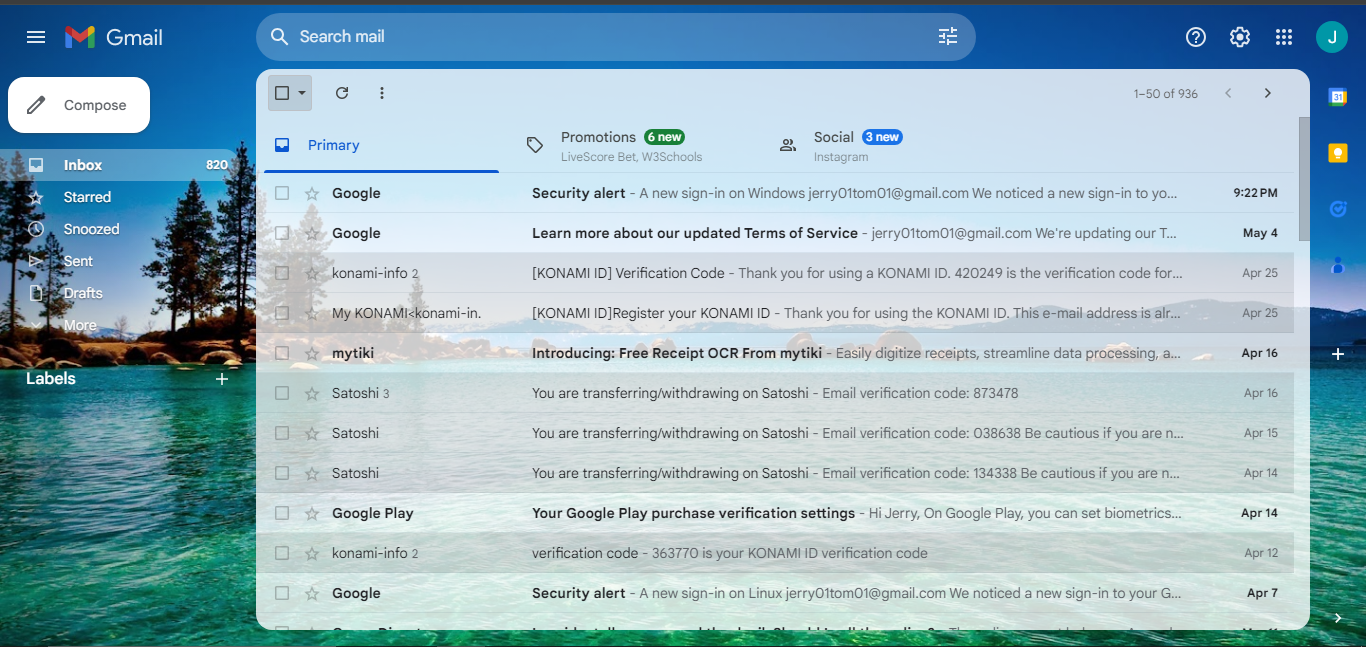 Gmail
Search mail
J
Compose
1–50 of 936
31
Primary
Promotions 6 new
LiveScore Bet, W3Schools
Social 3 new
Instagram
Inbox 820
Starred
Snoozed
Sent
Drafts
More
Labels
Google Security alert - A new sign-in on Windows jerry01tom01@gmail.com We noticed a new sign-in to yo... 9:22 PM
Google Learn more about our updated Terms of Service - jerry01tom01@gmail.com We're updating our T... May 4
konami-info 2 [KONAMI ID] Verification Code - Thank you for using a KONAMI ID. 420249 is the verification code for... Apr 25
My KONAMI<konami-in. [KONAMI ID]Register your KONAMI ID - Thank you for using the KONAMI ID. This e-mail address is alr... Apr 25
mytiki Introducing: Free Receipt OCR From mytiki - Easily digitize receipts, streamline data processing, a... Apr 16
Satoshi 3 You are transferring/withdrawing on Satoshi - Email verification code: 873478 Apr 16
Satoshi You are transferring/withdrawing on Satoshi - Email verification code: 038638 Be cautious if you are n... Apr 15
Satoshi You are transferring/withdrawing on Satoshi - Email verification code: 134338 Be cautious if you are n... Apr 14
Google Play Your Google Play purchase verification settings - Hi Jerry, On Google Play, you can set biometrics... Apr 14
konami-info 2 verification code - 363770 is your KONAMI ID verification code Apr 12
Google Security alert - A new sign-in on Linux jerry01tom01@gmail.com We noticed a new sign-in to your G... Apr 7